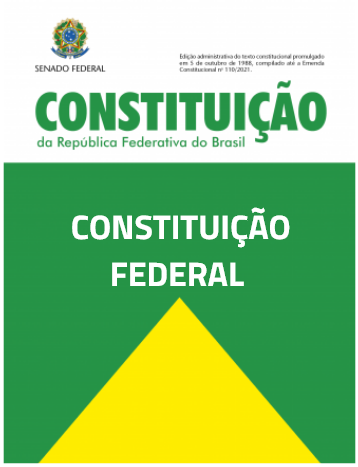 SENADO FEDERAL
Edição administrativa do texto constitucional promulgado
em 5 de outubro de 1988, compilado até a Emenda
Constitucional nº 110/2021.
CONSTITUIÇÃO
da República Federativa do Brasil
CONSTITUIÇÃO
FEDERAL